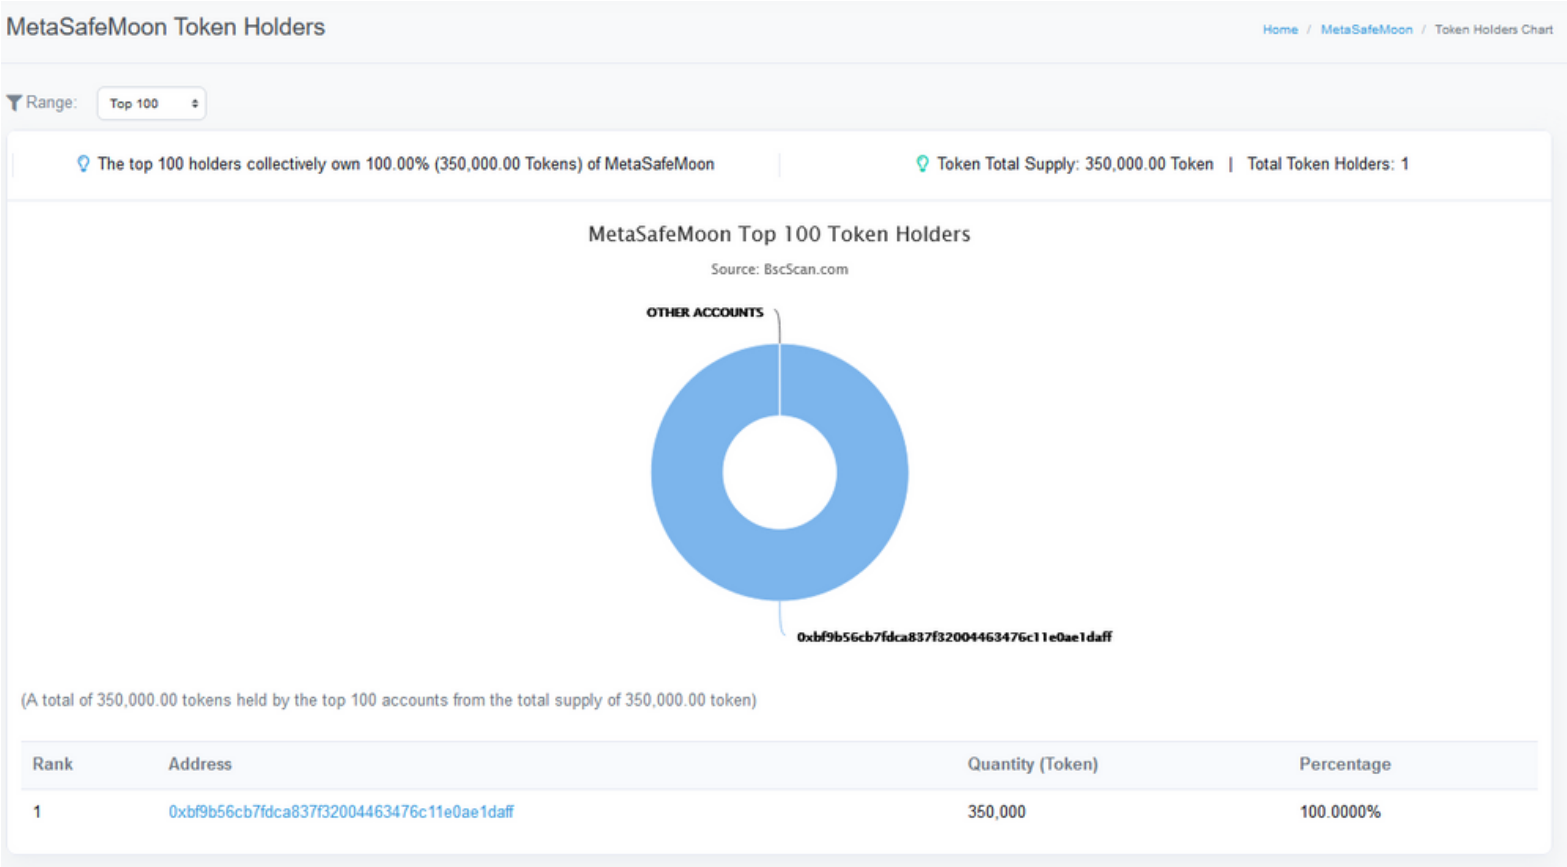 MetaSafeMoon Token Holders
Home / MetaSafeMoon / Token Holders Chart
Range: Top 100
The top 100 holders collectively own 100.00% (350,000.00 Tokens) of MetaSafeMoon
Token Total Supply: 350,000.00 Token | Total Token Holders: 1
MetaSafeMoon Top 100 Token Holders
Source: BscScan.com
OTHER ACCOUNTS
0xbf9b56cb7fdca837f32004463476c11e0ae1daff
(A total of 350,000.00 tokens held by the top 100 accounts from the total supply of 350,000.00 token)
Rank Address Quantity (Token) Percentage
1 0xbf9b56cb7fdca837f32004463476c11e0ae1daff 350,000 100.0000%